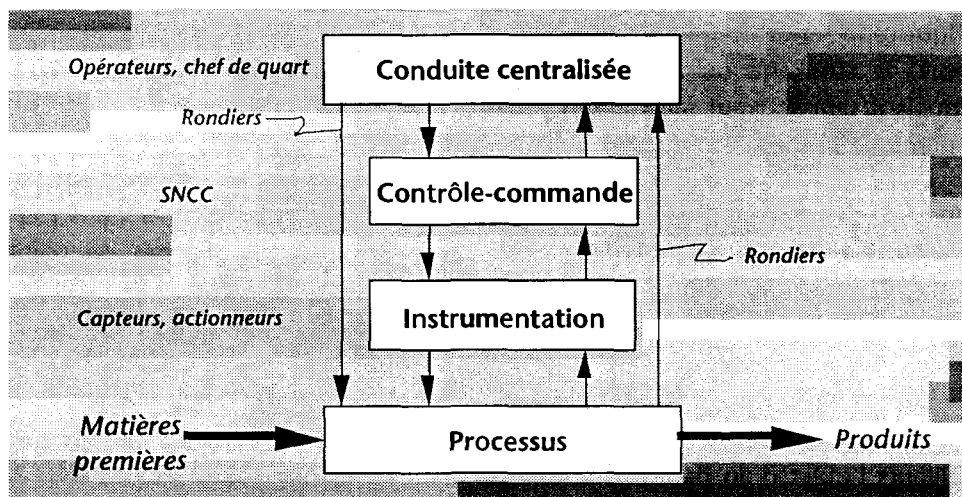 Opérateurs, chef de quart
Conduite centralisée
Rondiers
SNCC
Contrôle-commande
Rondiers
Capteurs, actionneurs
Instrumentation
Matières
premières
Processus
Produits